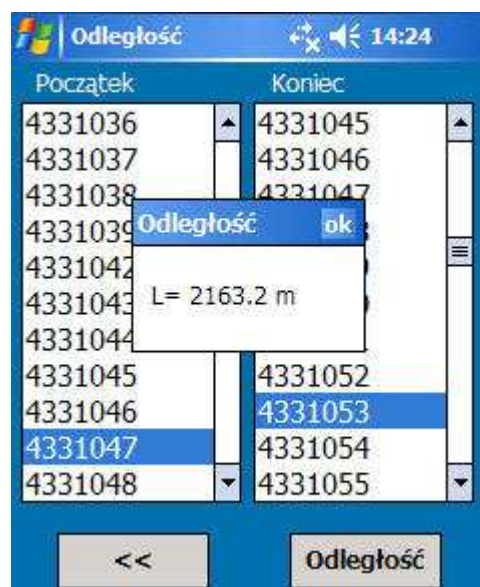 Odległość 14:24
Początek Koniec
4331036 4331045
4331037 4331046
4331038 4331047
4331039
4331042
4331043
4331044
4331045 4331052
4331046 4331053
4331047 4331054
4331048 4331055
Odległość ok
L= 2163.2 m
<< Odległość